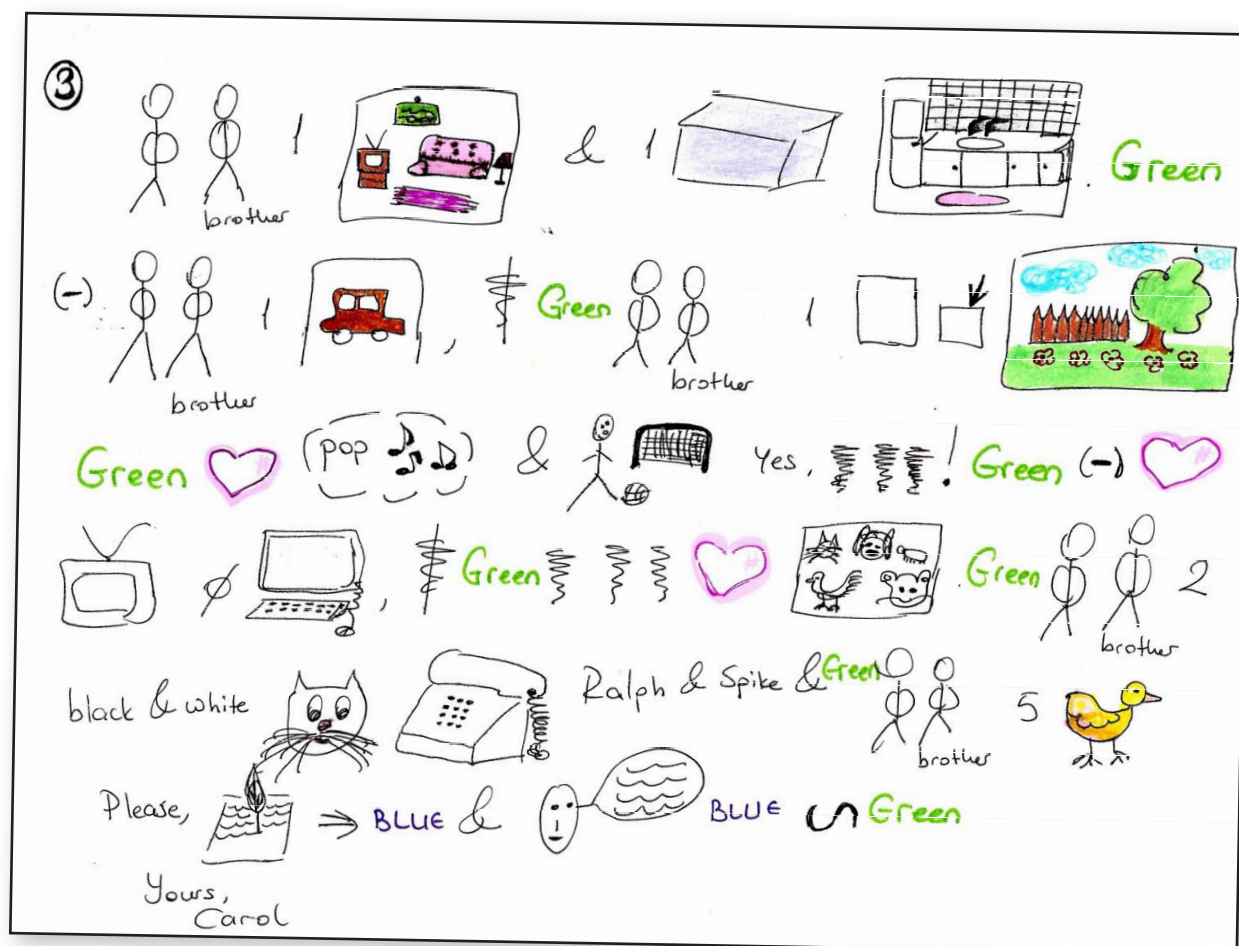 3
1 & 1 . Green
brother
(-) 1 , Green 1
brother brother
Green pop & Yes, ! Green (-)
, Green . Green 2
brother
black & white Ralph & Spike & Green 5
brother
Please, ⇒ BLUE & BLUE Green
Yours,
Carol